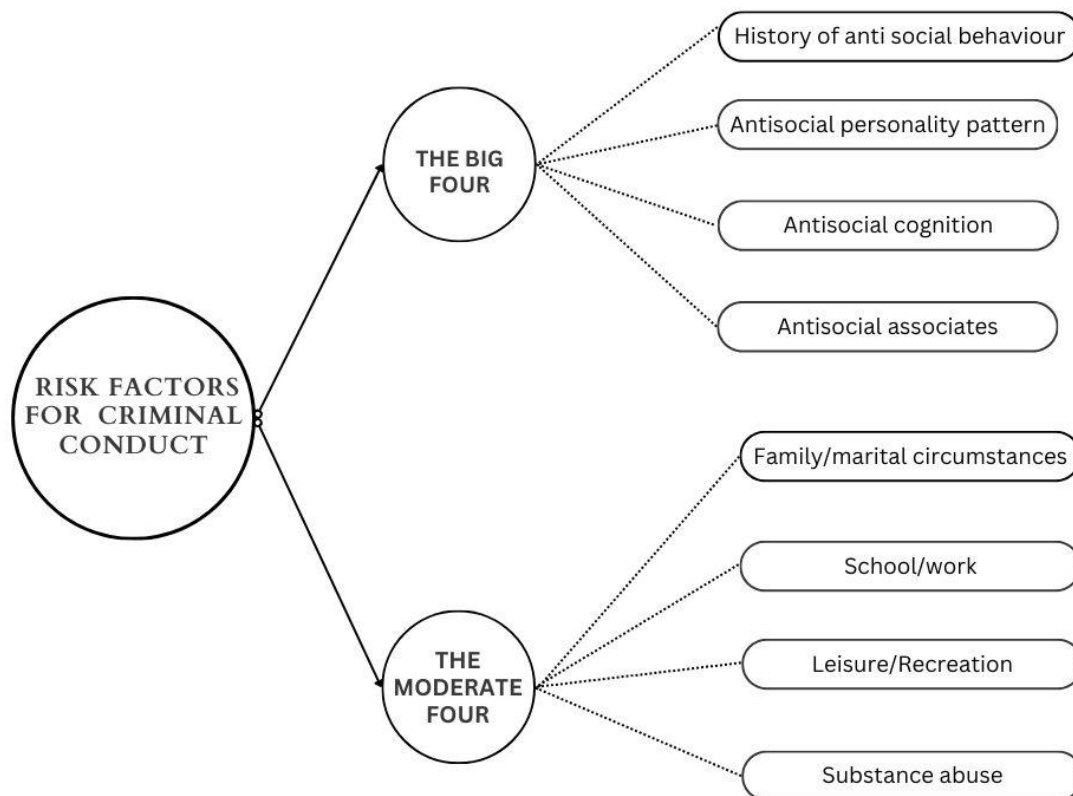 RISK FACTORS
FOR CRIMINAL
CONDUCT
THE BIG
FOUR
History of anti social behaviour
Antisocial personality pattern
Antisocial cognition
Antisocial associates
THE
MODERATE
FOUR
Family/marital circumstances
School/work
Leisure/Recreation
Substance abuse